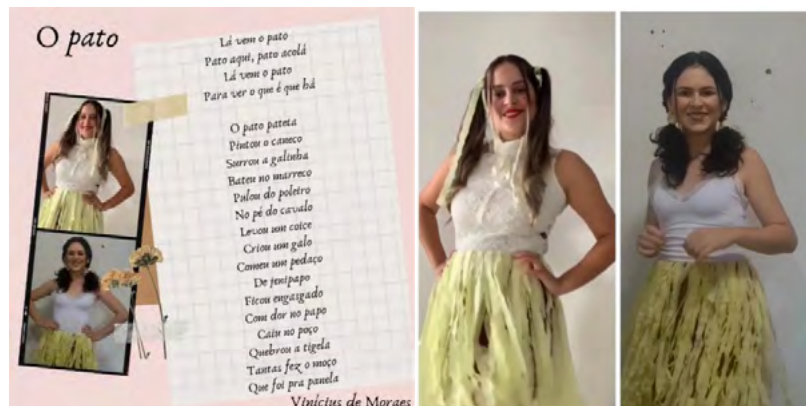 O pato
Lá vem o pato
Pato aqui, pato acolá
Lá vem o pato
Para ver o que é que há
O pato pateta
Pintou o caneco
Surrou a galinha
Bateu no marreco
Pulou do poleiro
No pé do cavalo
Levou um coice
Criou um galo
Comeu um pedaço
De jenipapo
Ficou engasgado
Com dor no papo
Caiu no poço
Quebrou a tigela
Tantas fez o moço
Que foi pra panela
Vinícius de Moraes